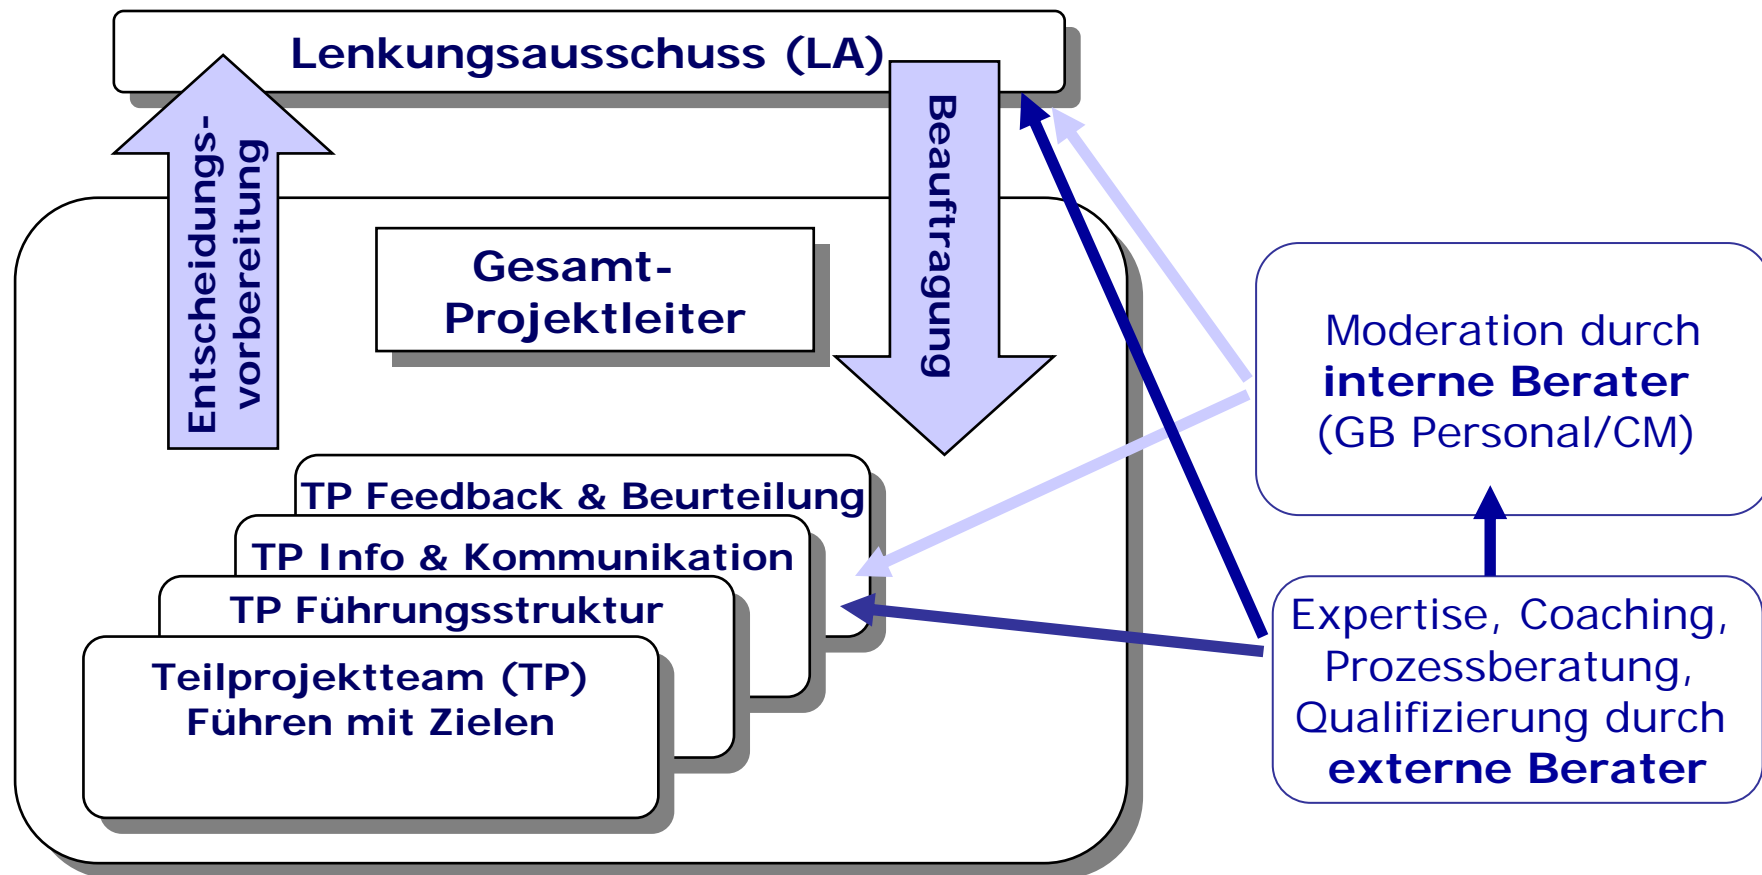 Lenkungsausschuss (LA)
Entscheidungs-
vorbereitung
Beauftragung
Gesamt-
Projektleiter
TP Feedback & Beurteilung
TP Info & Kommunikation
TP Führungsstruktur
Teilprojektteam (TP)
Führen mit Zielen
Moderation durch
interne Berater
(GB Personal/CM)
Expertise, Coaching,
Prozessberatung,
Qualifizierung durch
externe Berater